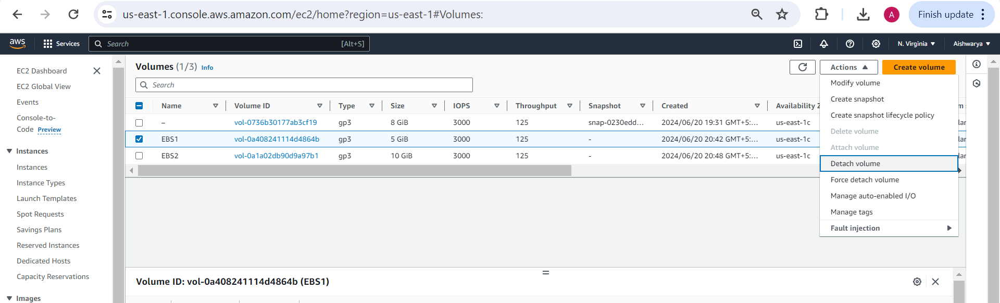 us-east-1.console.aws.amazon.com/ec2/home?region=us-east-1#Volumes:
A
Finish update
aws
Services
Search
[Alt+S]
N. Virginia
Aishwarya
EC2 Dashboard
EC2 Global View
Events
Console-to-
Code Preview
Instances
Instances
Instance Types
Launch Templates
Spot Requests
Savings Plans
Reserved Instances
Dedicated Hosts
Capacity Reservations
Images
Volumes (1/3) Info
Actions
Create volume
Search
Name Volume ID Type Size IOPS Throughput Snapshot Created Availability Z
– vol-0736b30177ab3cf19 gp3 8 GiB 3000 125 snap-0230edd... 2024/06/20 19:31 GMT+5:... us-east-1c
EBS1 vol-0a408241114d4864b gp3 5 GiB 3000 125 - 2024/06/20 20:42 GMT+5:... us-east-1c
EBS2 vol-0a1a02db90d9a97b1 gp3 10 GiB 3000 125 - 2024/06/20 20:48 GMT+5:... us-east-1c
Modify volume
Create snapshot
Create snapshot lifecycle policy
Delete volume
Attach volume
Detach volume
Force detach volume
Manage auto-enabled I/O
Manage tags
Fault injection
Volume ID: vol-0a408241114d4864b (EBS1)